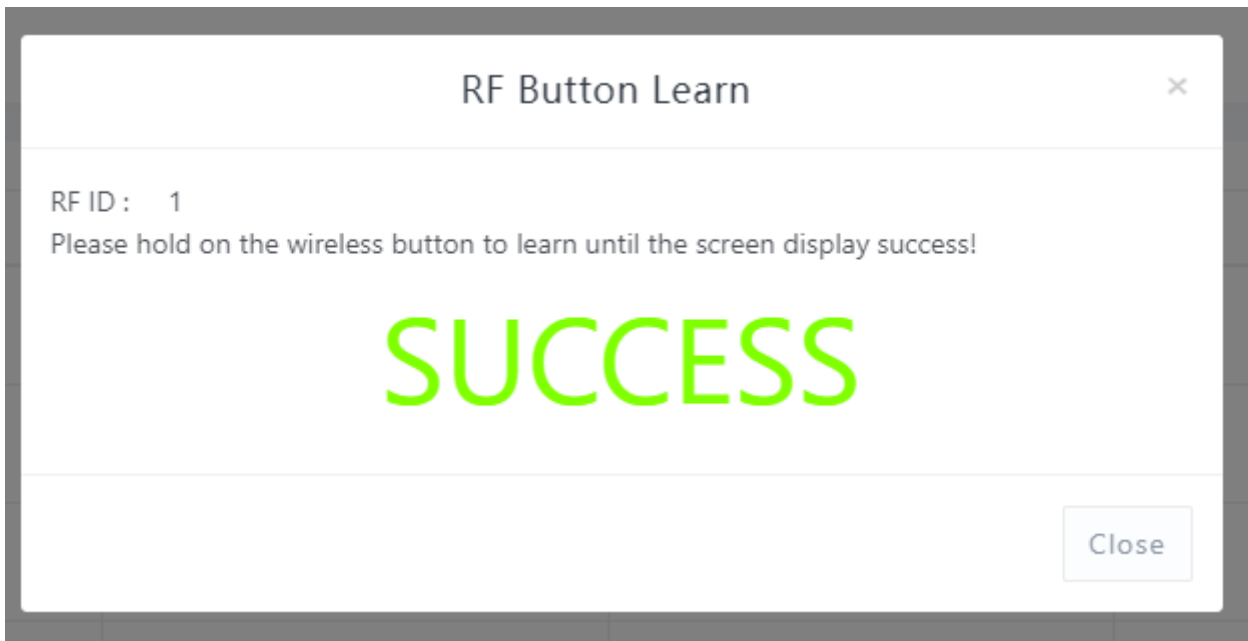 RF Button Learn ×
RF ID : 1
Please hold on the wireless button to learn until the screen display success!
SUCCESS
Close